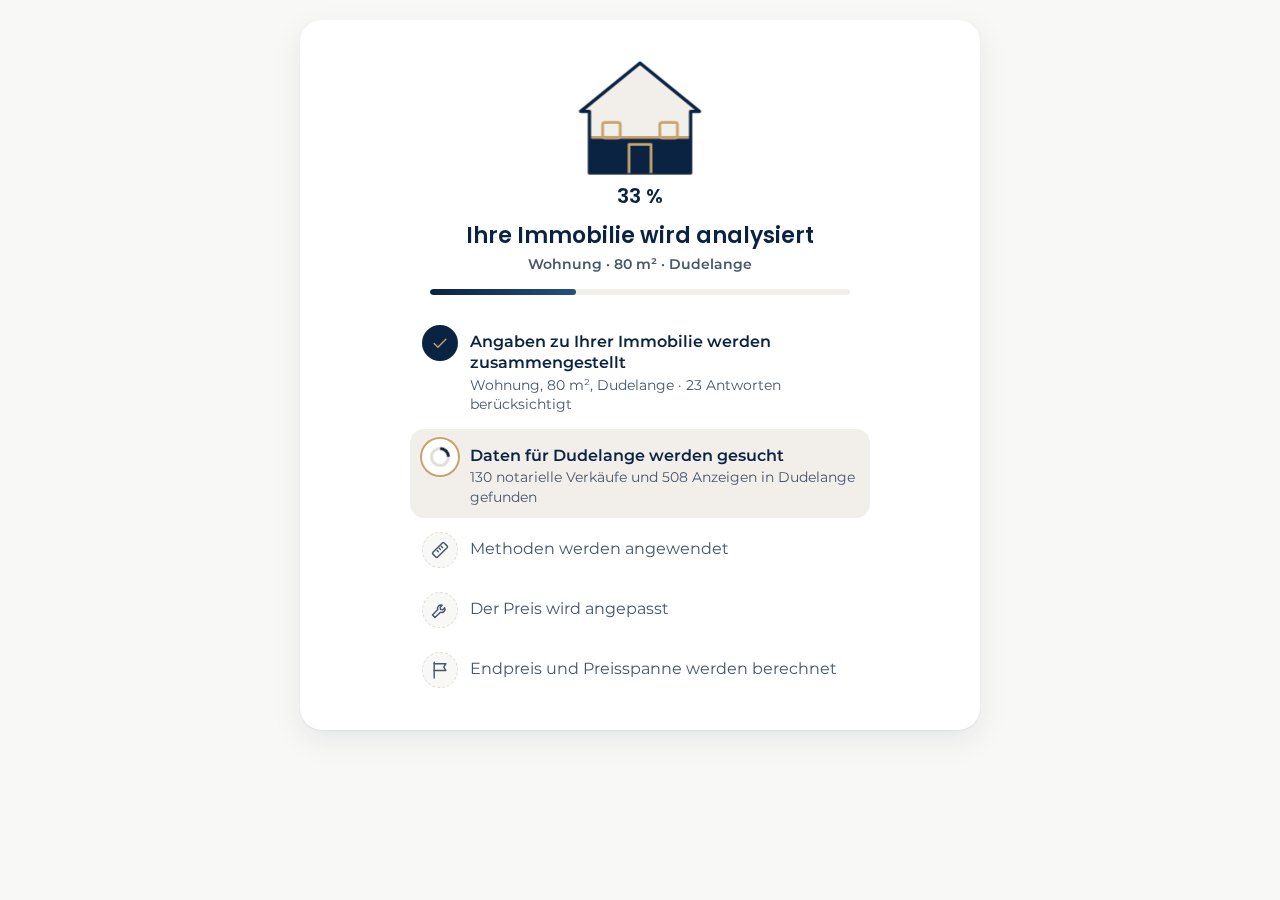 33 %
Ihre Immobilie wird analysiert
Wohnung · 80 m² · Dudelange
Angaben zu Ihrer Immobilie werden
zusammengestellt
Wohnung, 80 m², Dudelange · 23 Antworten
berücksichtigt
Daten für Dudelange werden gesucht
130 notarielle Verkäufe und 508 Anzeigen in Dudelange
gefunden
Methoden werden angewendet
Der Preis wird angepasst
Endpreis und Preisspanne werden berechnet